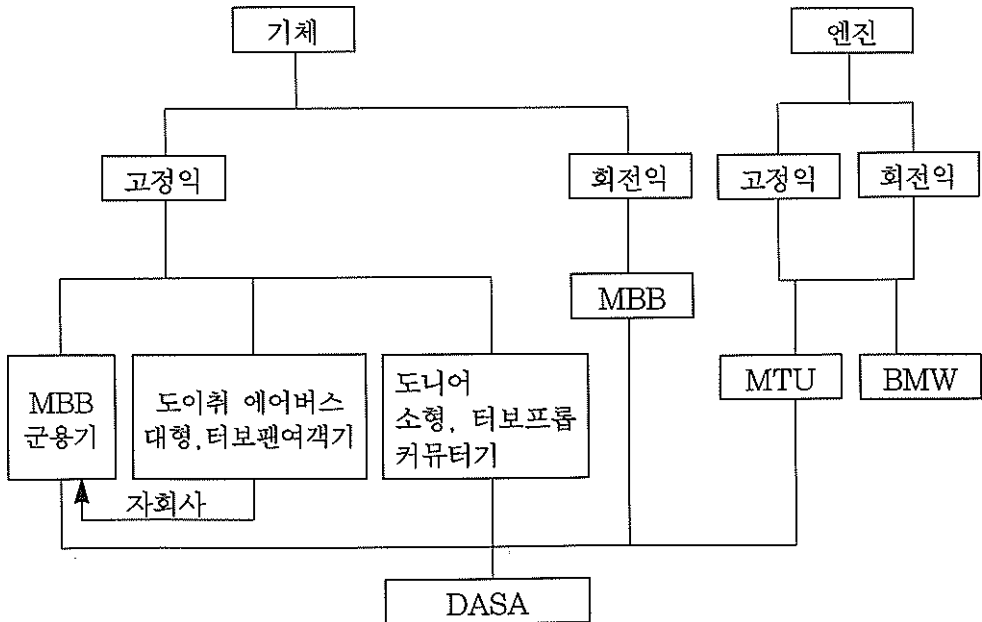 기체
엔진
고정익
회전익
고정익
회전익
MBB
MBB
군용기
도이취 에어버스
대형,터보팬여객기
도니어
소형, 터보프롭
커뮤터기
MTU
BMW
자회사
DASA